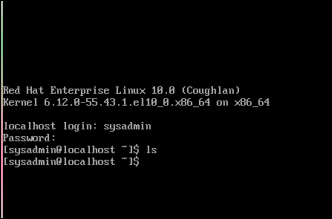 Red Hat Enterprise Linux 10.0 (Coughlan)
Kernel 6.12.0-55.43.1.el10_0.x86_64 on x86_64
localhost login: sysadmin
Password:
[sysadmin@localhost ~]$ ls
[sysadmin@localhost ~]$